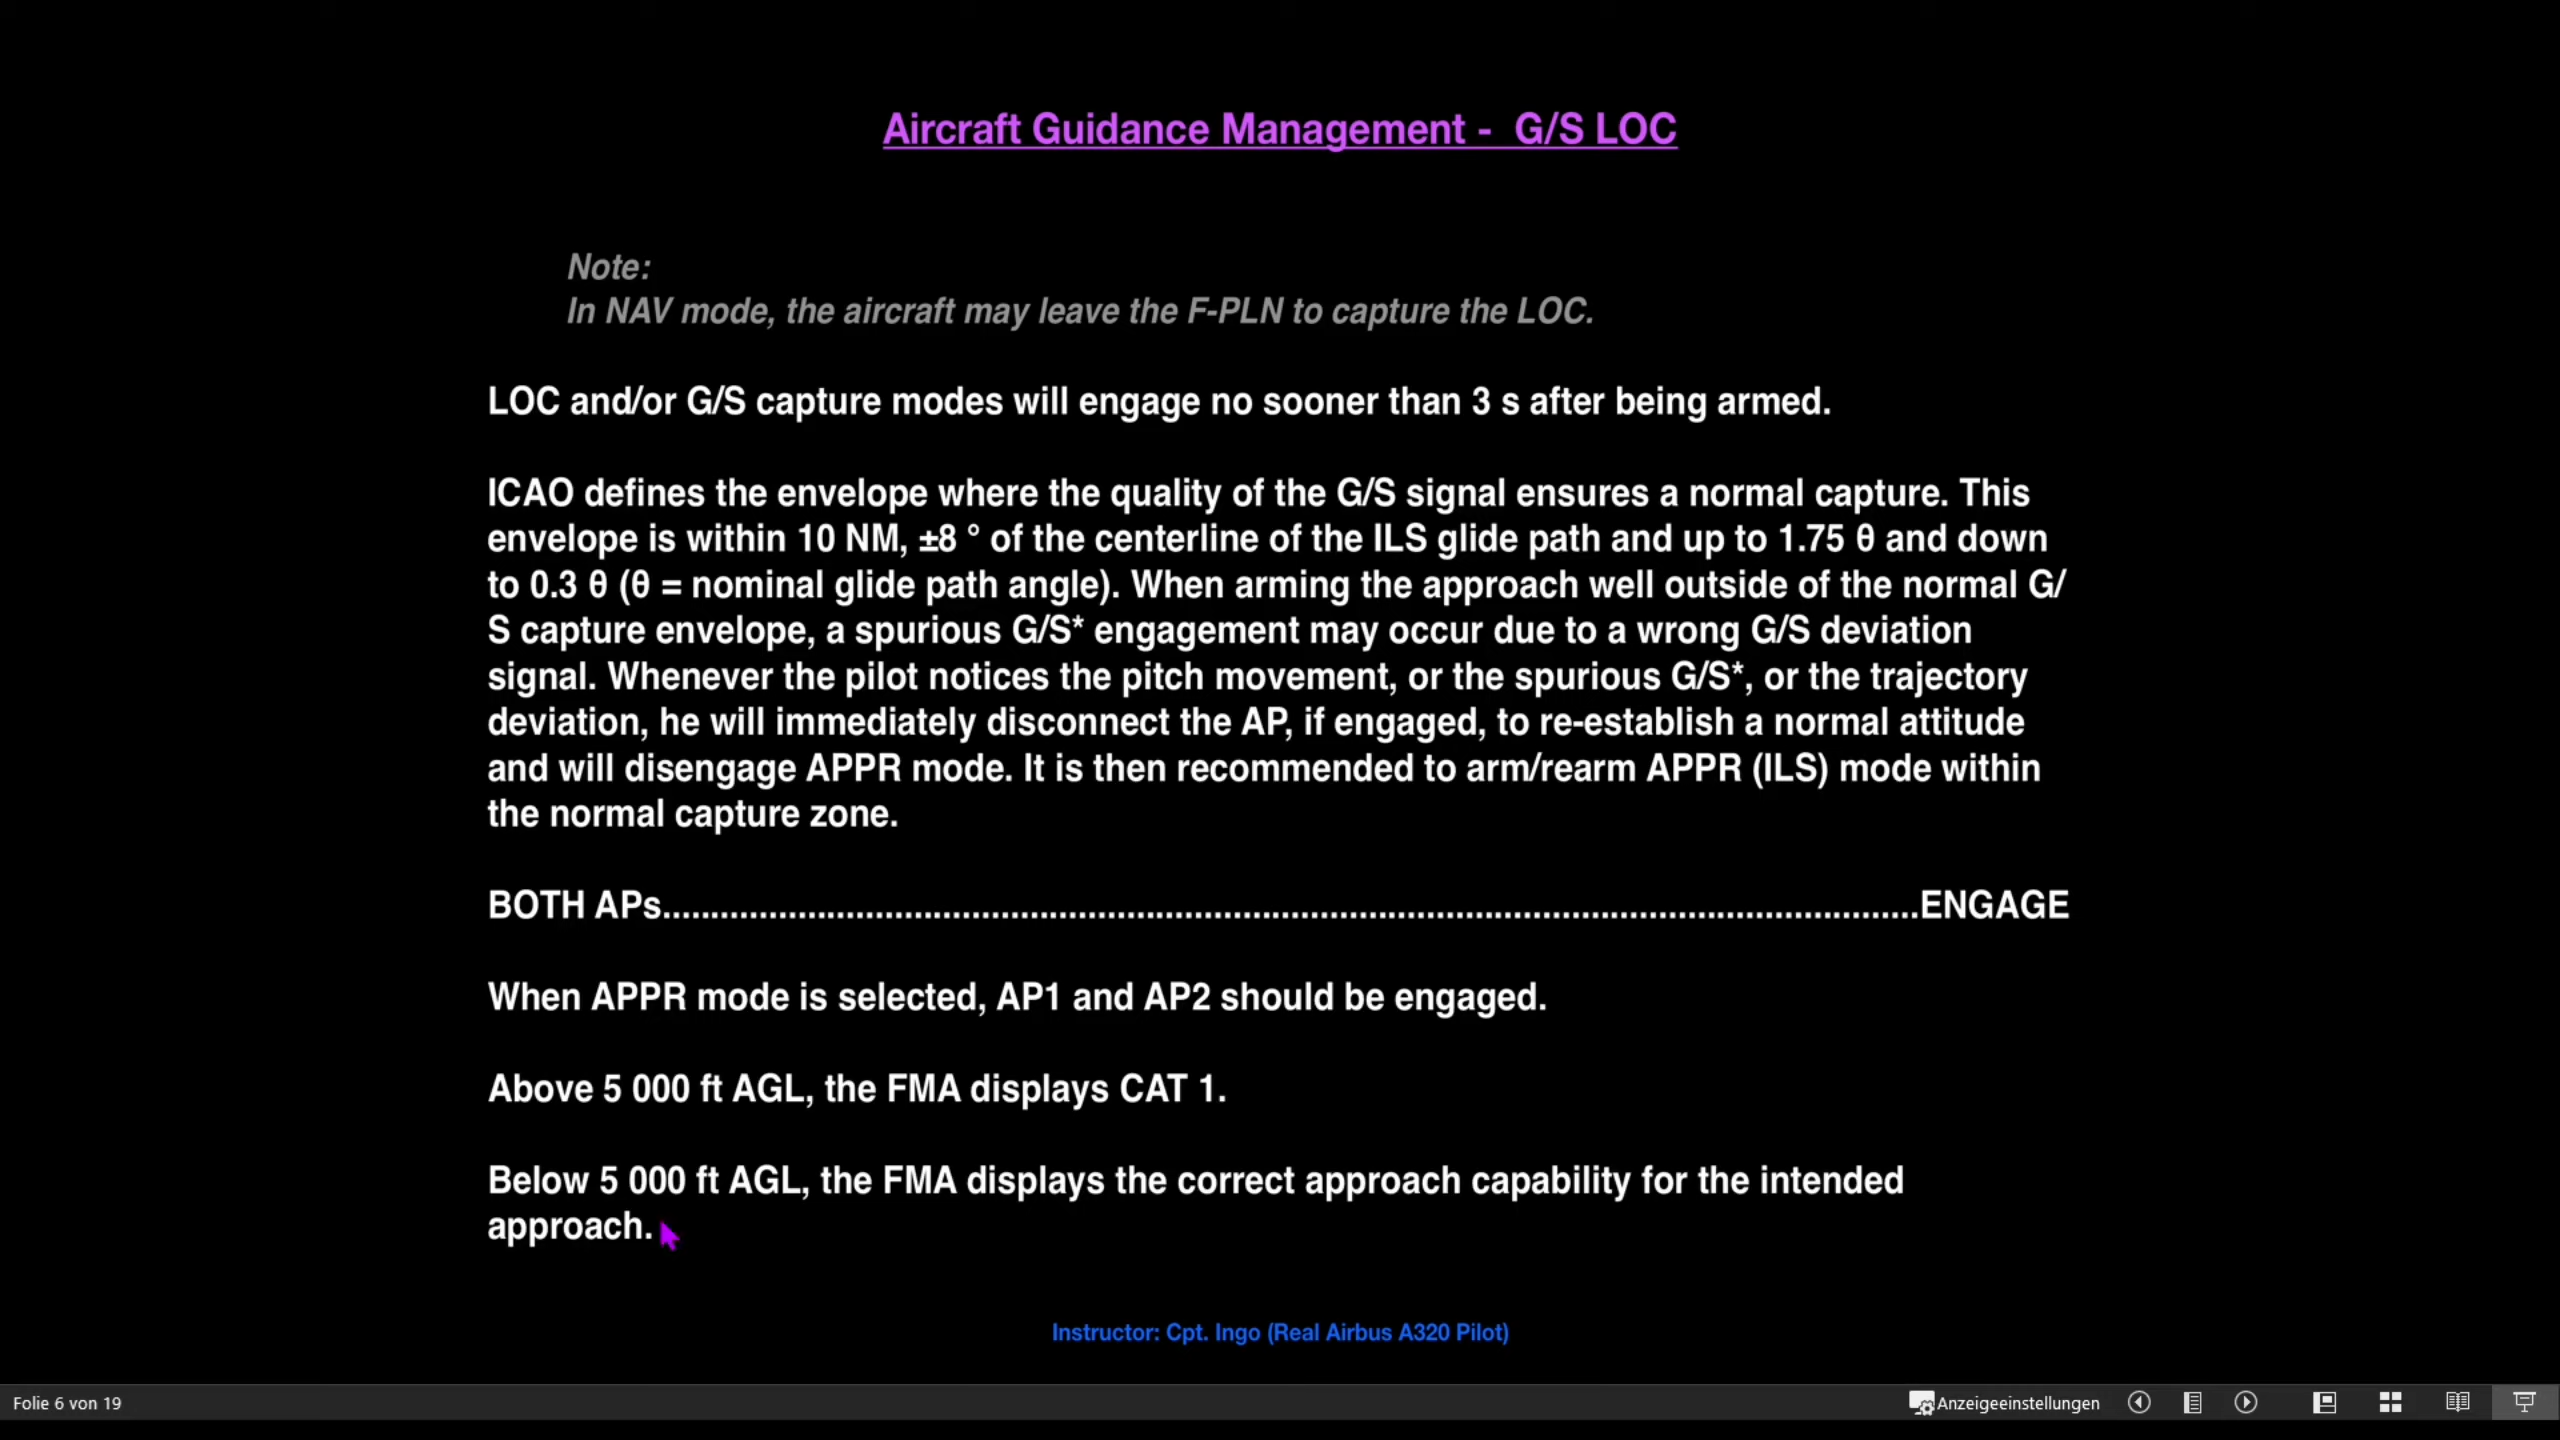 Aircraft Guidance Management -  G/S LOC
Note:
In NAV mode, the aircraft may leave the F-PLN to capture the LOC.
LOC and/or G/S capture modes will engage no sooner than 3 s after being armed.
ICAO defines the envelope where the quality of the G/S signal ensures a normal capture. This
envelope is within 10 NM, ±8 ° of the centerline of the ILS glide path and up to 1.75 θ and down
to 0.3 θ (θ = nominal glide path angle). When arming the approach well outside of the normal G/
S capture envelope, a spurious G/S* engagement may occur due to a wrong G/S deviation
signal. Whenever the pilot notices the pitch movement, or the spurious G/S*, or the trajectory
deviation, he will immediately disconnect the AP, if engaged, to re-establish a normal attitude
and will disengage APPR mode. It is then recommended to arm/rearm APPR (ILS) mode within
the normal capture zone.
BOTH APs....................................................................................................................................ENGAGE
When APPR mode is selected, AP1 and AP2 should be engaged.
Above 5 000 ft AGL, the FMA displays CAT 1.
Below 5 000 ft AGL, the FMA displays the correct approach capability for the intended
approach.
Instructor: Cpt. Ingo (Real Airbus A320 Pilot)
Folie 6 von 19
Anzeigeeinstellungen